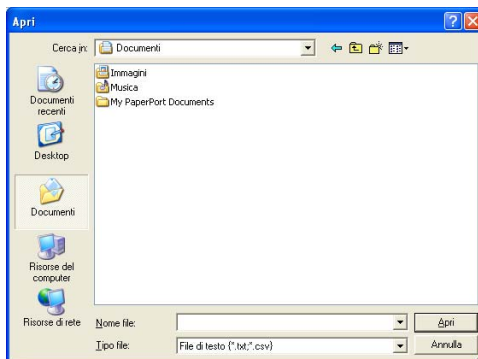 Apri
Cerca in:
Documenti
Immagini
Musica
My PaperPort Documents
Documenti
recenti
Desktop
Documenti
Risorse del
computer
Risorse di rete
Nome file:
Apri
Tipo file:
File di testo (*.txt;*.csv)
Annulla